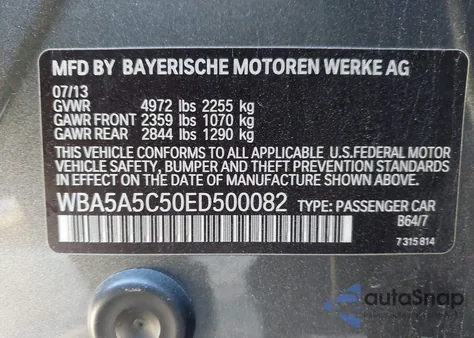 MFD BY BAYERISCHE MOTOREN WERKE AG
07/13
GVWR 4972 lbs 2255 kg
GAWR FRONT 2359 lbs 1070 kg
GAWR REAR 2844 lbs 1290 kg
THIS VEHICLE CONFORMS TO ALL APPLICABLE U.S.FEDERAL MOTOR
VEHICLE SAFETY, BUMPER AND THEFT PREVENTION STANDARDS
IN EFFECT ON THE DATE OF MANUFACTURE SHOWN ABOVE.
WBA5A5C50ED500082 TYPE: PASSENGER CAR
B64/7
7 315 814
autoSnap